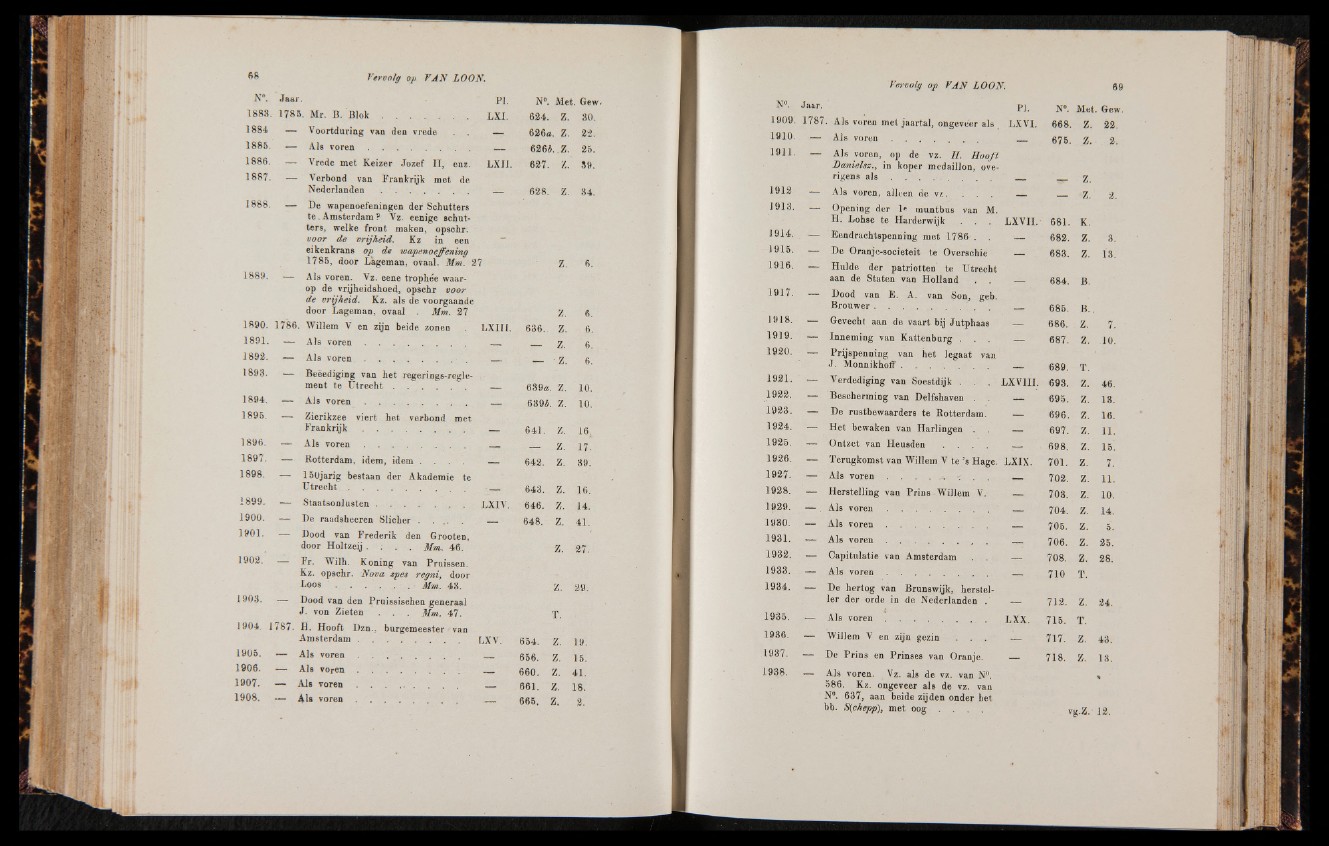 68 Vervolg op VAN LOON.
N°. Jaar. Pl. N°. Met. Gew.
1883. 1785. Mr. B. Blok . . . . . . . LXI. 624. Z. 30.
1884 — Voortduring van den vrede . . — 626a. Z. 22.
1885. — Als voren . . . . . . . . — 626b. Z. 25.
1886. — Vrede met Keizer Jozef II, enz. LXII. 627. Z. 39.
1887. — Verbond van Frankrijk met de
Nederlanden . . . . . . . — 628. Z. 34.
1888. — De wapenoefeningen der Schutters
te Amsterdam? Vz. eenige schut-
ters, welke front maken, opschr.
voor de vrijheid. Kz in een
eikenkrans op de wapenoeffening
1785, door Lageman, ovaal. Mm. 27 Z. 6.
1889. — Als voren. Vz. eene trophée waar-
op de vrijheidshoed, opschr voor
de vrijheid. Kz. als de voorgaande
door Lageman, ovaal . Mm. 27 Z. 6.
1890. 1786. Willem V en zijn beide zonen . LXIII. 636. Z. 6.
1891. — Als voren . . . . . . . . — — Z. 6.
1892. — Als voren . . . . . . . . — — Z. 6.
1893. — Beëediging van het regerings-regle-
ment te Utrecht . . . . . . — 639a. Z. 10.
1894. — Als voren . . . . . . . . — 639b. Z. 10.
1895. — Zierikzee viert het verbond met
Frankrijk . . . . . . . . — 641. Z. 16.
1896. — Als voren . . . . . . . . — — Z. 17.
1897. — Rotterdam, idem, idem . . . . — 642. Z. 39.
1898. — 150jarig bestaan der Akademie te
Utrecht . . . . . . . . . — 643. Z. 16.
1899. — Staatsonlusten . . . . . . . LXIV. 646. Z. 14.
1900. — De raadsheeren Slicher . . . . — 648. Z. 41.
1901. — Dood van Frederik den Grooten,
door Holtzeij . . . . Mm. 46. Z. 27.
1902. — Fr. Wilh. Koning van Pruissen.
Kz. opschr. Nova spes regni, door
Loos . . . . . . Mm. 43. Z. 29.
1903. — Dood van den Pruissischen generaal
J. von Zieten . . . Mm. 47. T.
1904. 1787. H. Hooft Dzn., burgemeester van
Amsterdam . . . . . . . . LXV. 654. Z. 19.
1905. — Als voren . . . . . . . . — 656. Z. 15.
1906. — Als voren . . . . . . . . — 660. Z. 41.
1907. — Als voren . . . . . . . . — 661. Z. 18.
1908. — Als voren . . . . . . . . — 665. Z. 2.
Vervolg op VAN LOON. 69
N°. Jaar. Pl. N°. Met. Gew.
1909. 1787. Als voren met jaartal, ongeveer als . LXVI. 668. Z. 22.
1910. — Als voren . . . . . . . — 675. Z. 2.
1911. — Als voren, op de vz. H. Hooft
Danielsz., in koper medaillon, ove-
rigens als . . . . . . . . — — Z.
1912 — Als voren, alleen de vz. . . . . — — Z. 2.
1913. — Opening der 1e muntbus van M.
H. Lohse te Harderwijk . . . LXVII. 681. K.
1914. — Eendrachtspenning met 1786 . . — 682. Z. 3.
1915. — De Oranje-societeit te Overschie — 683. Z. 13.
1916. — Hulde der patriotten te Utrecht
aan de Staten van Holland . . — 684. B.
1917. — Dood van E. A. van Son, geb.
Brouwer . . . . . . . . . — 685. B.
1918. — Gevecht aan de vaart bij Jutphaas — 686. Z. 7.
1919. — Inneming van Kattenburg . . . — 687. Z. 10.
1920. — Prijspenning van het legaat van
J. Monnikhoff . . . . . . . — 689. T.
1921. — Verdediging van Soestdijk . . . LXVIII. 693. Z. 46.
1922. — Bescherming van Delfshaven . . — 695. Z. 13.
1923. — De rustbewaarders te Rotterdam. — 696. Z. 16.
1924. — Het bewaken van Harlingen . . — 697. Z. 11.
1925. — Ontzet van Heusden . . . . . — 698. Z. 15.
1926. — Terugkomst van Willem V te 's Hage. LXIX. 701. Z. 7.
1927. — Als voren . . . . . . . . — 702. Z. 11.
1928. — Herstelling van Prins Willem V. — 703. Z. 10.
1929. — Als voren . . . . . . . . — 704. Z. 14.
1930. — Als voren . . . . . . . . — 705. Z. 5.
1931. — Als voren . . . . . . . . — 706. Z. 25.
1932. — Capitulatie van Amsterdam . . — 708. Z. 28.
1933. — Als voren . . . . . . . . — 710 T.
1934. — De hertog van Brunswijk, herstel-
ler der orde in de Nederlanden . — 712. Z. 24.
1935. — Als voren . . . . . . . . LXX. 715. T.
1936. — Willem V en zijn gezin . . . — 717. Z. 43.
1937. — De Prins en Prinses van Oranje. — 718. Z. 13.
1938. — Als voren. Vz. als de vz. van N°.
586. Kz. ongeveer als de vz. van
N°. 637, aan beide zijden onder het
bb. S(chepp), met oog . . . . vg.Z. 12.